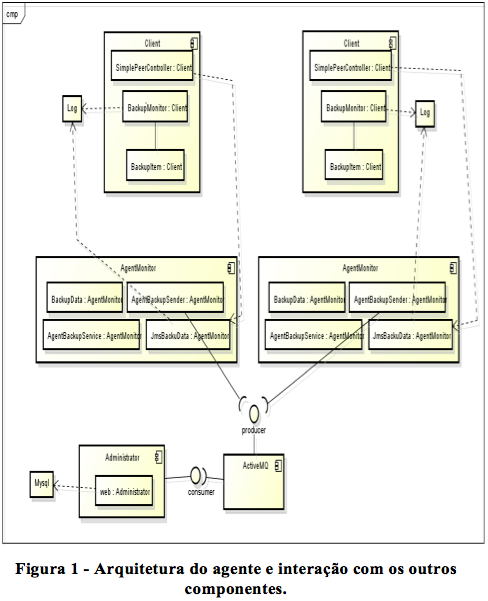 cmp
Client
SimplePeerController : Client
BackupMonitor : Client
BackupItem : Client
Log
Client
SimplePeerController : Client
BackupMonitor : Client
BackupItem : Client
Log
AgentMonitor
BackupData : AgentMonitor
AgentBackupSender : AgentMonitor
AgentBackupService : AgentMonitor
JmsBackuData : AgentMonitor
AgentMonitor
BackupData : AgentMonitor
AgentBackupSender : AgentMonitor
AgentBackupService : AgentMonitor
JmsBackuData : AgentMonitor
producer
Administrator
web : Administrator
Mysql
consumer
ActiveMQ
Figura 1 - Arquitetura do agente e interação com os outros
componentes.